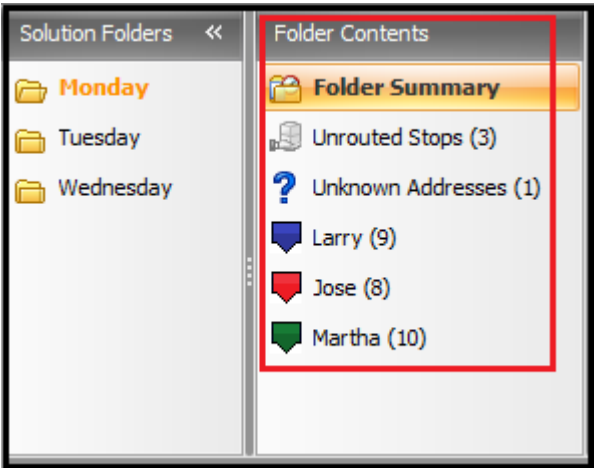 Solution Folders «
Monday
Tuesday
Wednesday
Folder Contents
Folder Summary
Unrouted Stops (3)
? Unknown Addresses (1)
Larry (9)
Jose (8)
Martha (10)